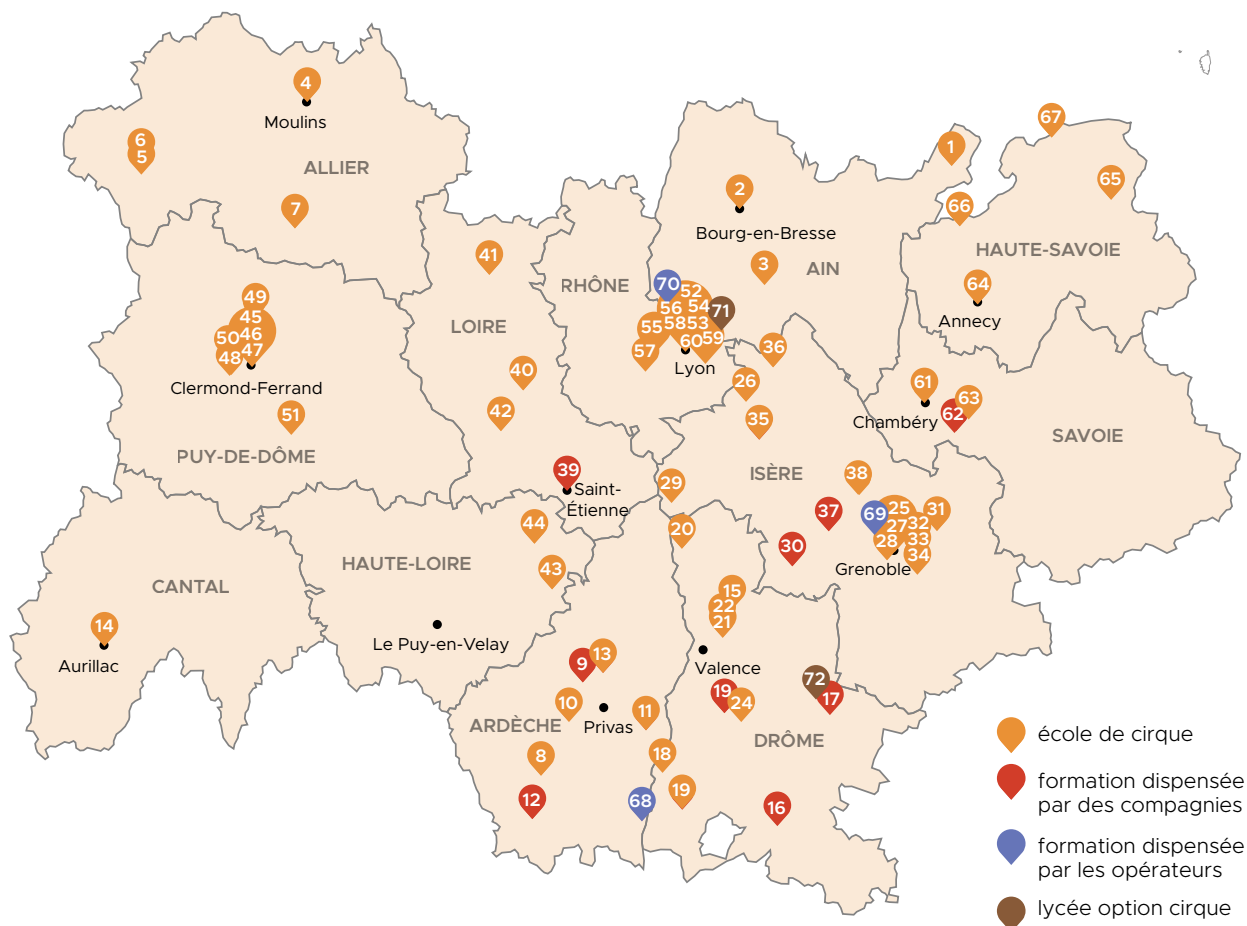 4
Moulins
6
5
ALLIER
7
67
1
65
2
66
Bourg-en-Bresse
HAUTE-SAVOIE
3
AIN
41
RHÔNE
70
52
64
49
56
54
71
Annecy
45
LOIRE
55
58
53
50
46
60
59
48
47
57
36
Lyon
Clermond-Ferrand
40
26
61
63
51
42
35
Chambéry
62
PUY-DE-DÔME
SAVOIE
39
ISÈRE
38
29
Saint-
Étienne
37
69
25
31
44
20
27
32
30
28
33
34
HAUTE-LOIRE
43
Grenoble
CANTAL
15
22
21
14
Le Puy-en-Velay
Aurillac
9
13
Valence
72
19
24
17
10
11
ARDÈCHE
Privas
DRÔME
8
18
12
68
19
16
école de cirque
formation dispensée
par des compagnies
formation dispensée
par les opérateurs
lycée option cirque